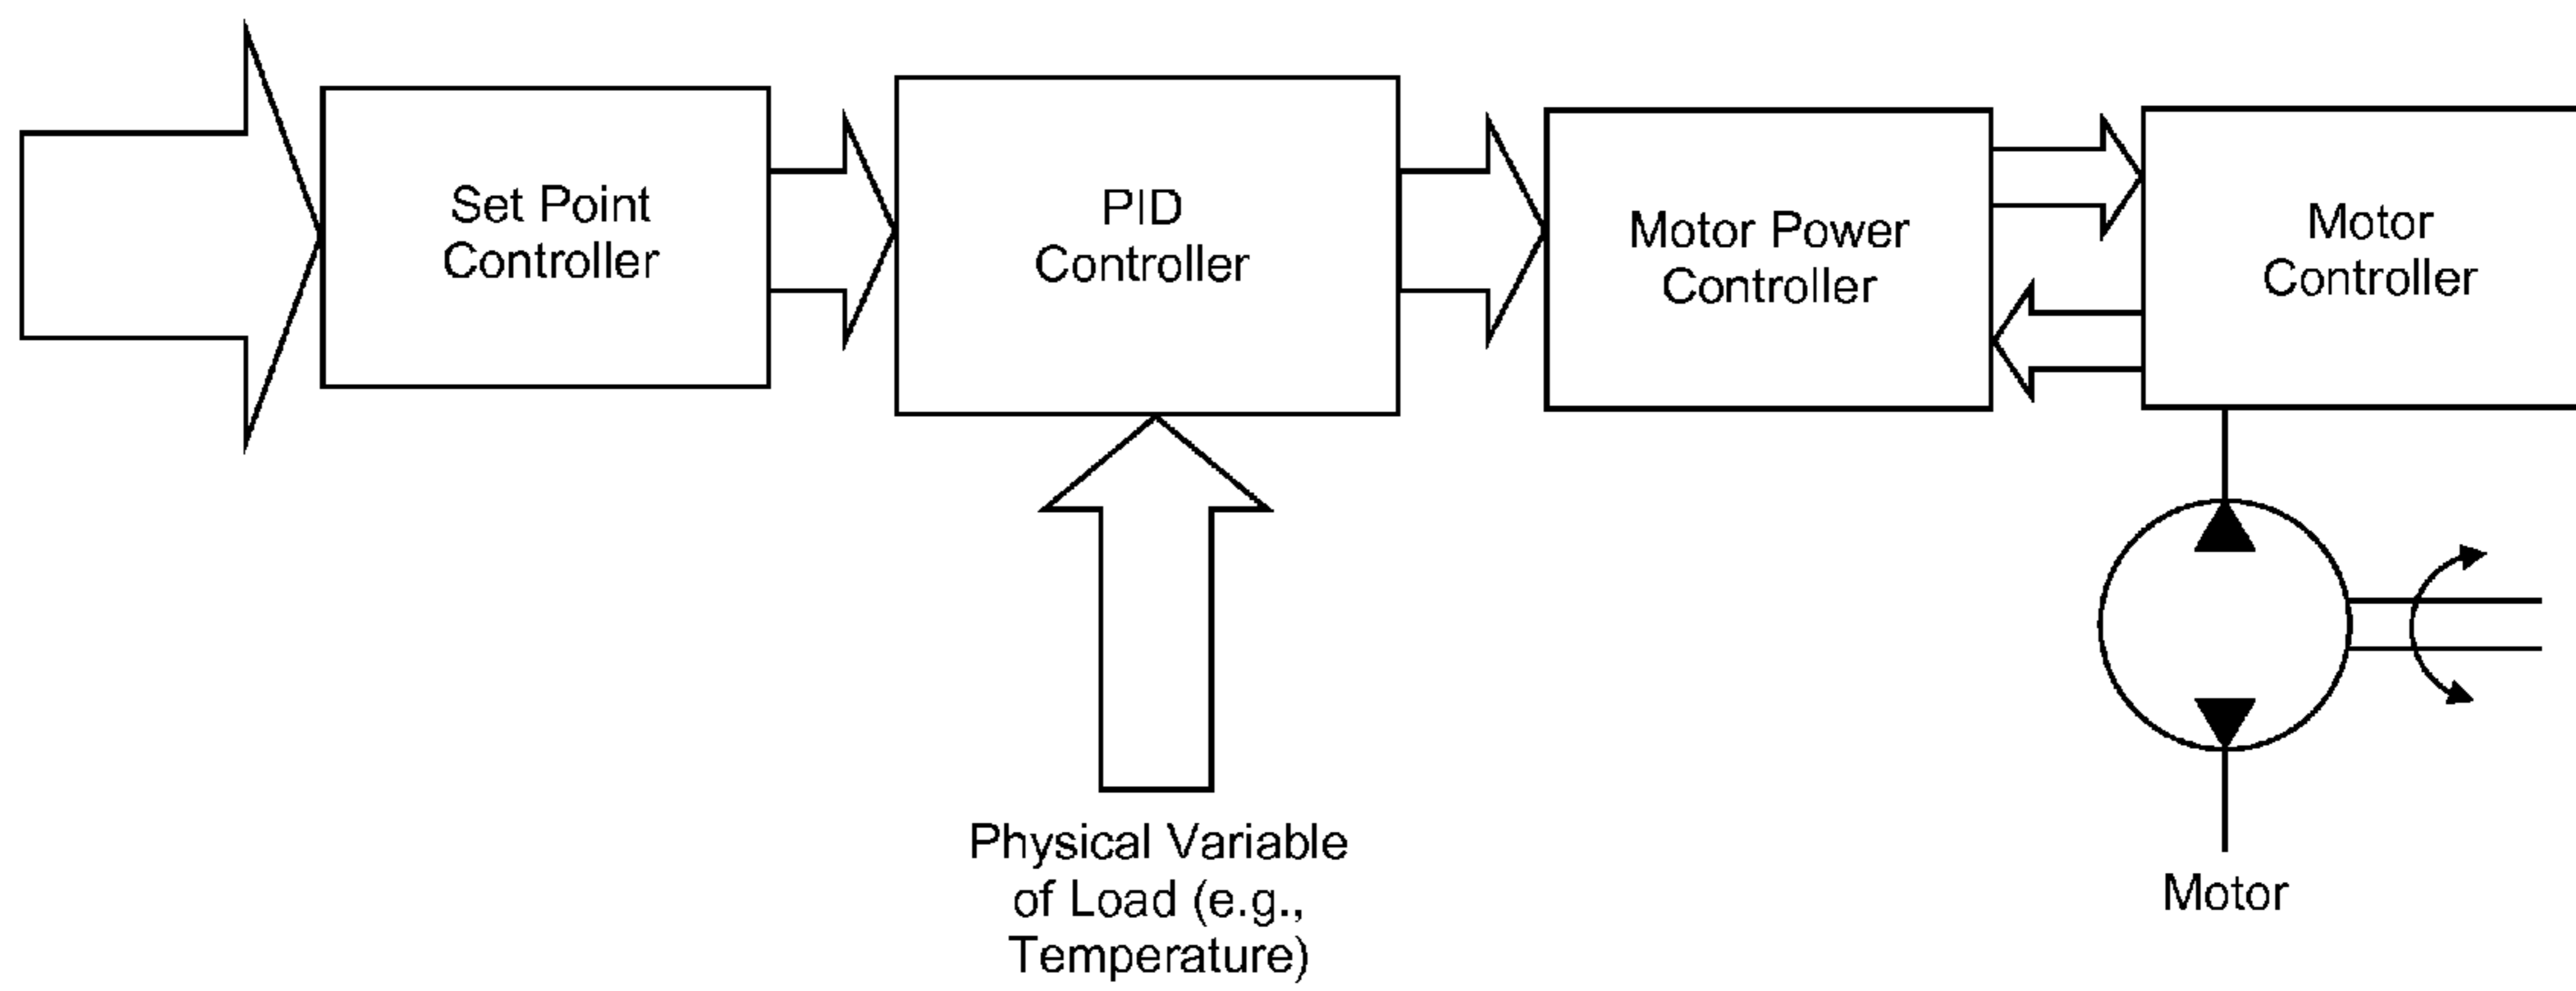 Set Point
Controller
PID
Controller
Motor Power
Controller
Motor
Controller
Physical Variable
of Load (e.g.,
Temperature)
Motor